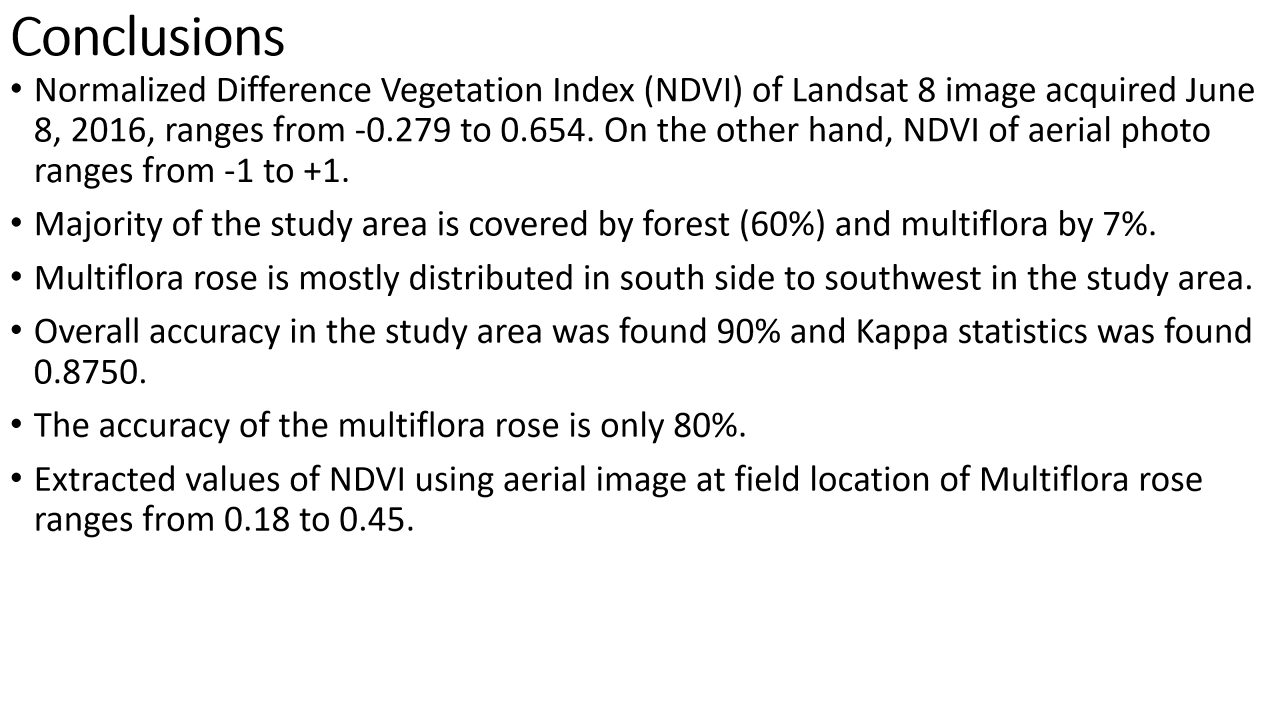 Conclusions
• Normalized Difference Vegetation Index (NDVI) of Landsat 8 image acquired June
8, 2016, ranges from -0.279 to 0.654. On the other hand, NDVI of aerial photo
ranges from -1 to +1.
• Majority of the study area is covered by forest (60%) and multiflora by 7%.
• Multiflora rose is mostly distributed in south side to southwest in the study area.
• Overall accuracy in the study area was found 90% and Kappa statistics was found
0.8750.
• The accuracy of the multiflora rose is only 80%.
• Extracted values of NDVI using aerial image at field location of Multiflora rose
ranges from 0.18 to 0.45.